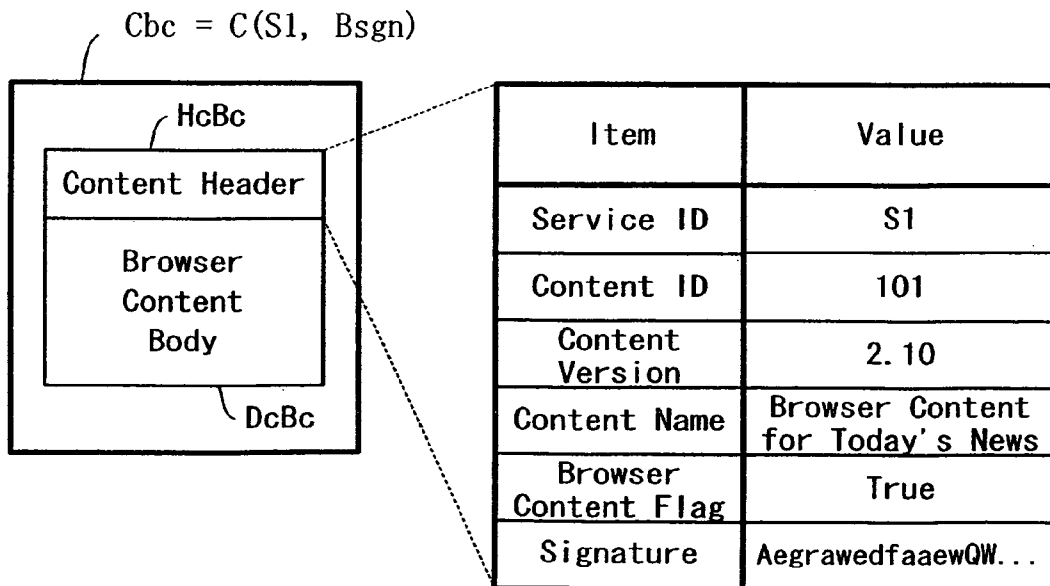 Cbc = C(S1, Bsgn)
HcBc
Content Header
Browser
Content
Body
DcBc
Item Value
Service ID S1
Content ID 101
Content
Version
2.10
Content Name
Browser Content
for Today's News
Browser
Content Flag
True
Signature AegrawedfaaewQW...